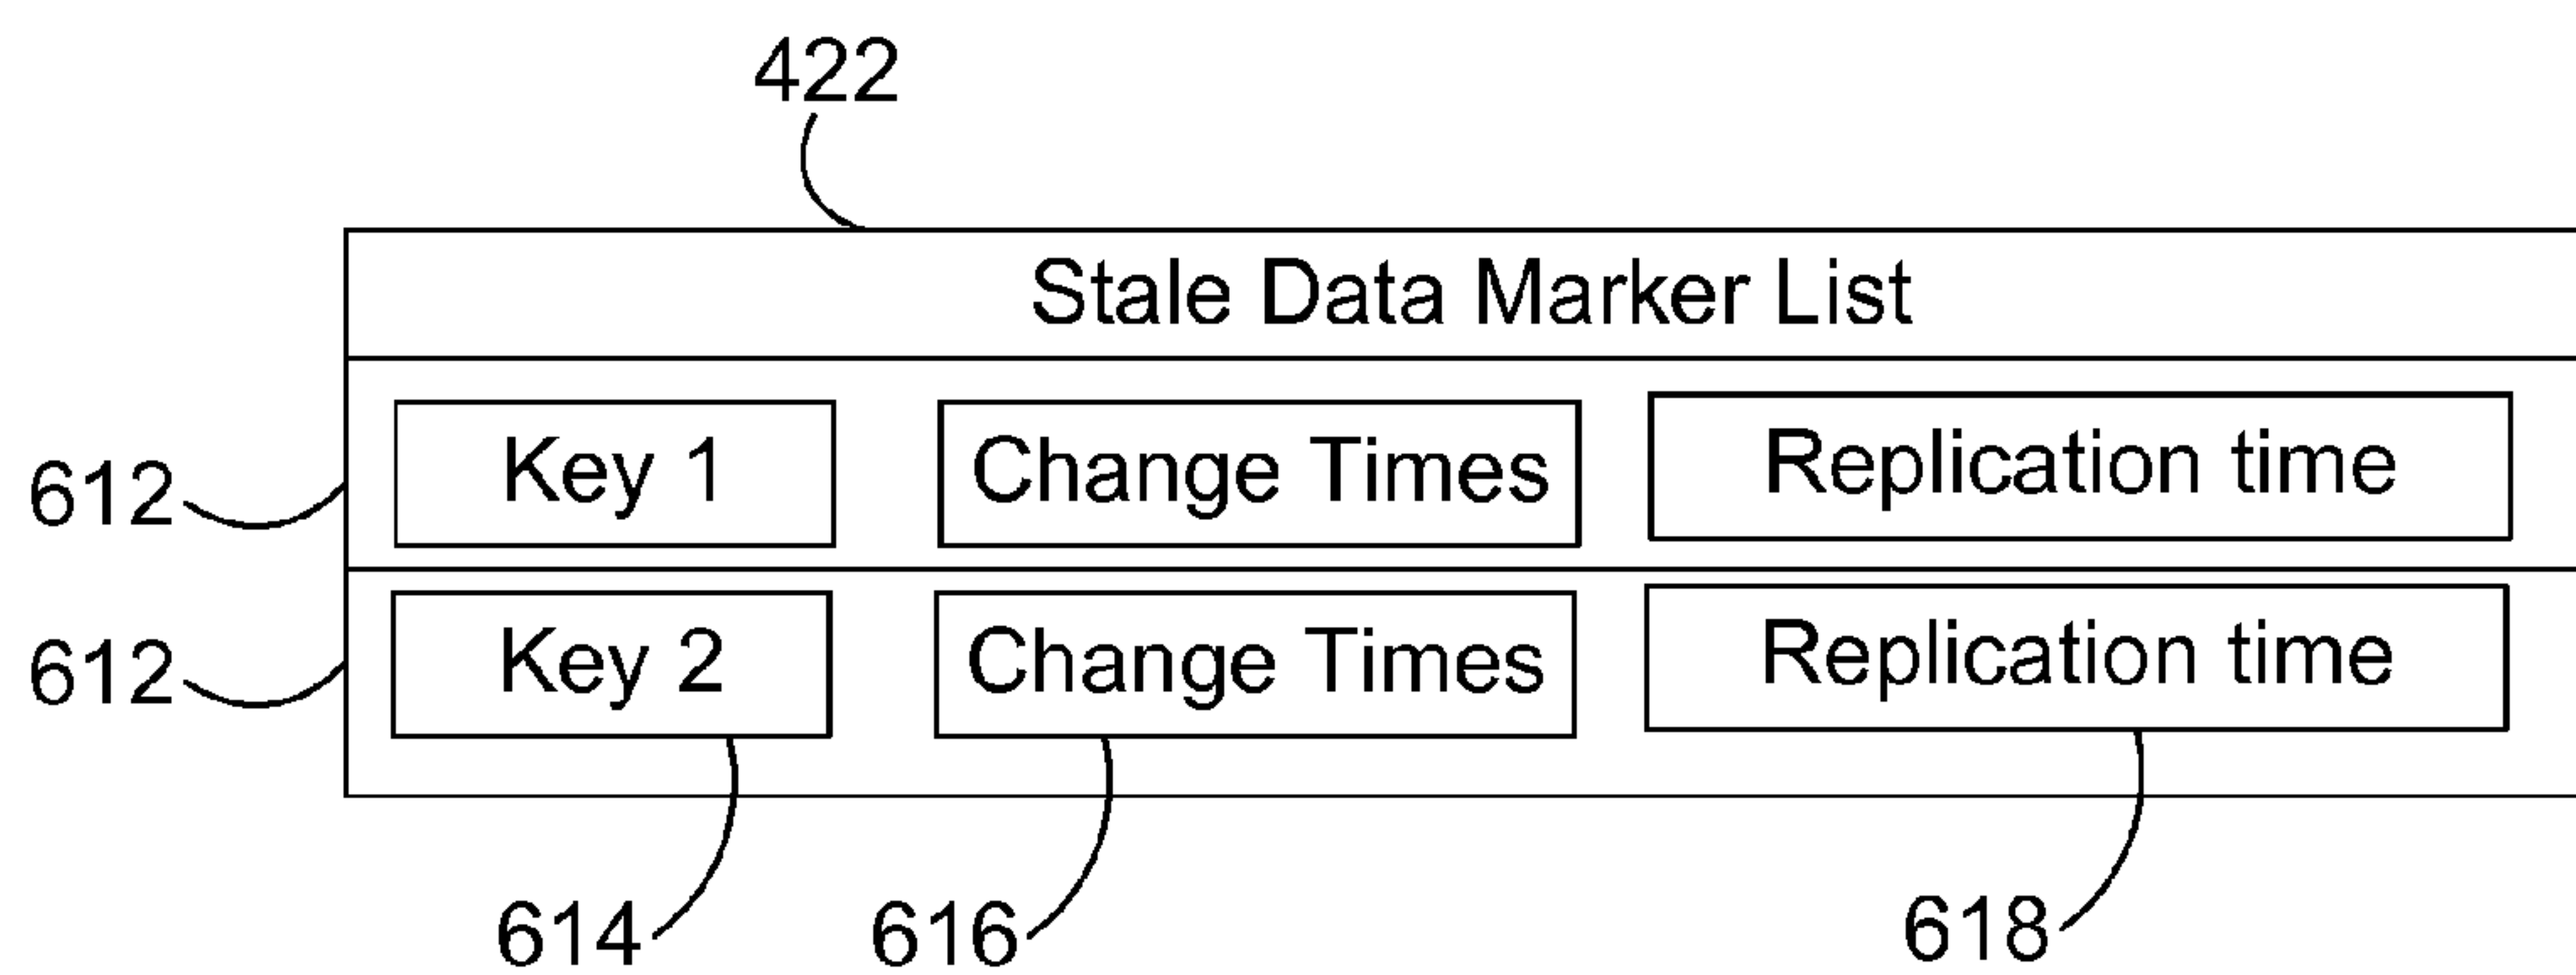 422
Stale Data Marker List
612 Key 1 Change Times Replication time
612 Key 2 Change Times Replication time
614 616 618